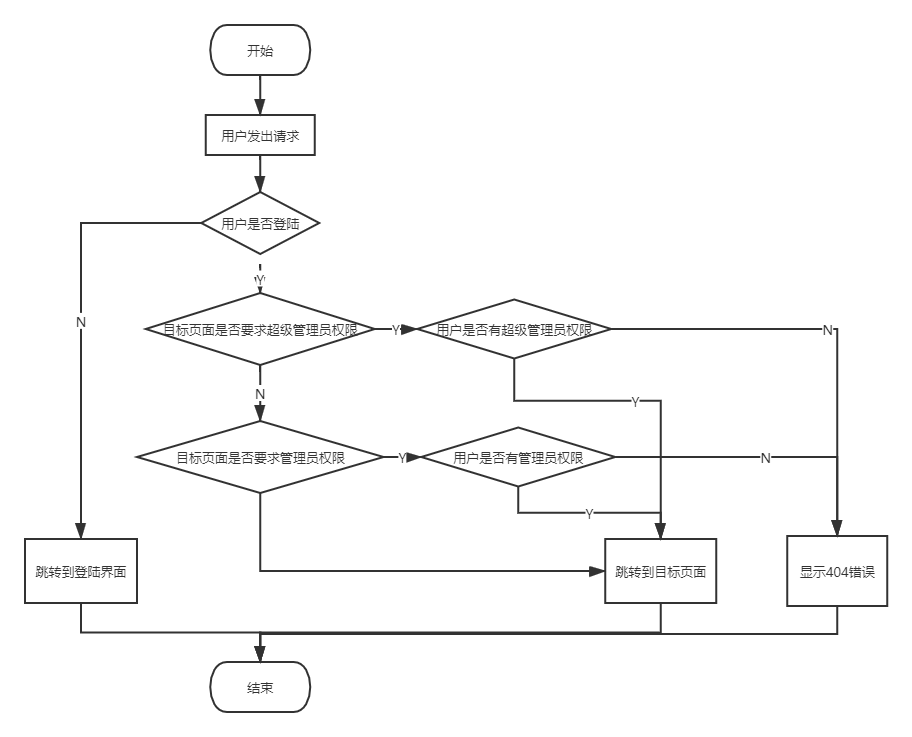 开始
用户发出请求
用户是否登陆
Y
N
目标页面是否要求超级管理员权限
Y
用户是否有超级管理员权限
N
N
Y
目标页面是否要求管理员权限
Y
用户是否有管理员权限
N
Y
跳转到登陆界面
跳转到目标页面
显示404错误
结束